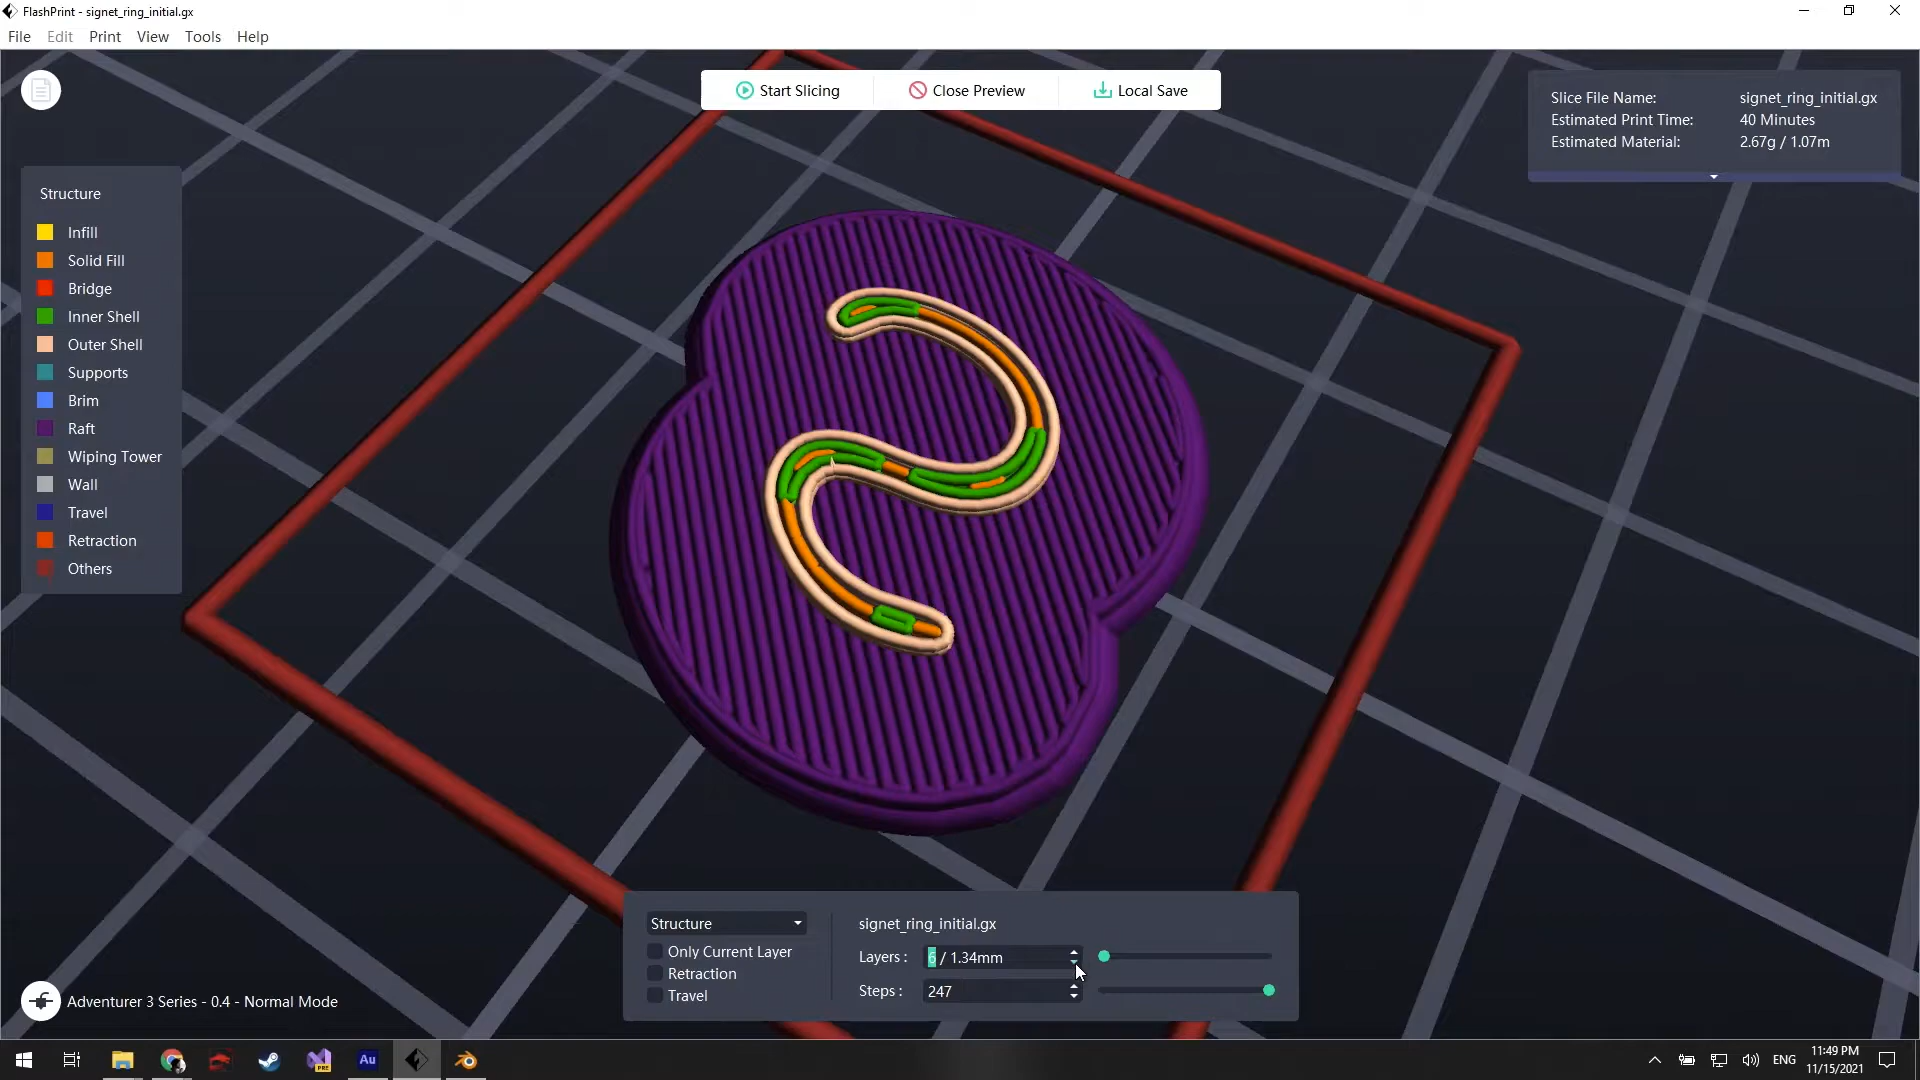 FlashPrint - signet_ring_initial.gx
File Edit Print View Tools Help
Start Slicing Close Preview Local Save
Slice File Name: signet_ring_initial.gx
Estimated Print Time: 40 Minutes
Estimated Material: 2.67g / 1.07m
Structure
Infill
Solid Fill
Bridge
Inner Shell
Outer Shell
Supports
Brim
Raft
Wiping Tower
Wall
Travel
Retraction
Others
Structure
signet_ring_initial.gx
Only Current Layer
Layers : 6 / 1.34mm
Retraction
Steps : 247
Travel
Adventurer 3 Series - 0.4 - Normal Mode
PRE
Au
ENG
11:49 PM
11/15/2021